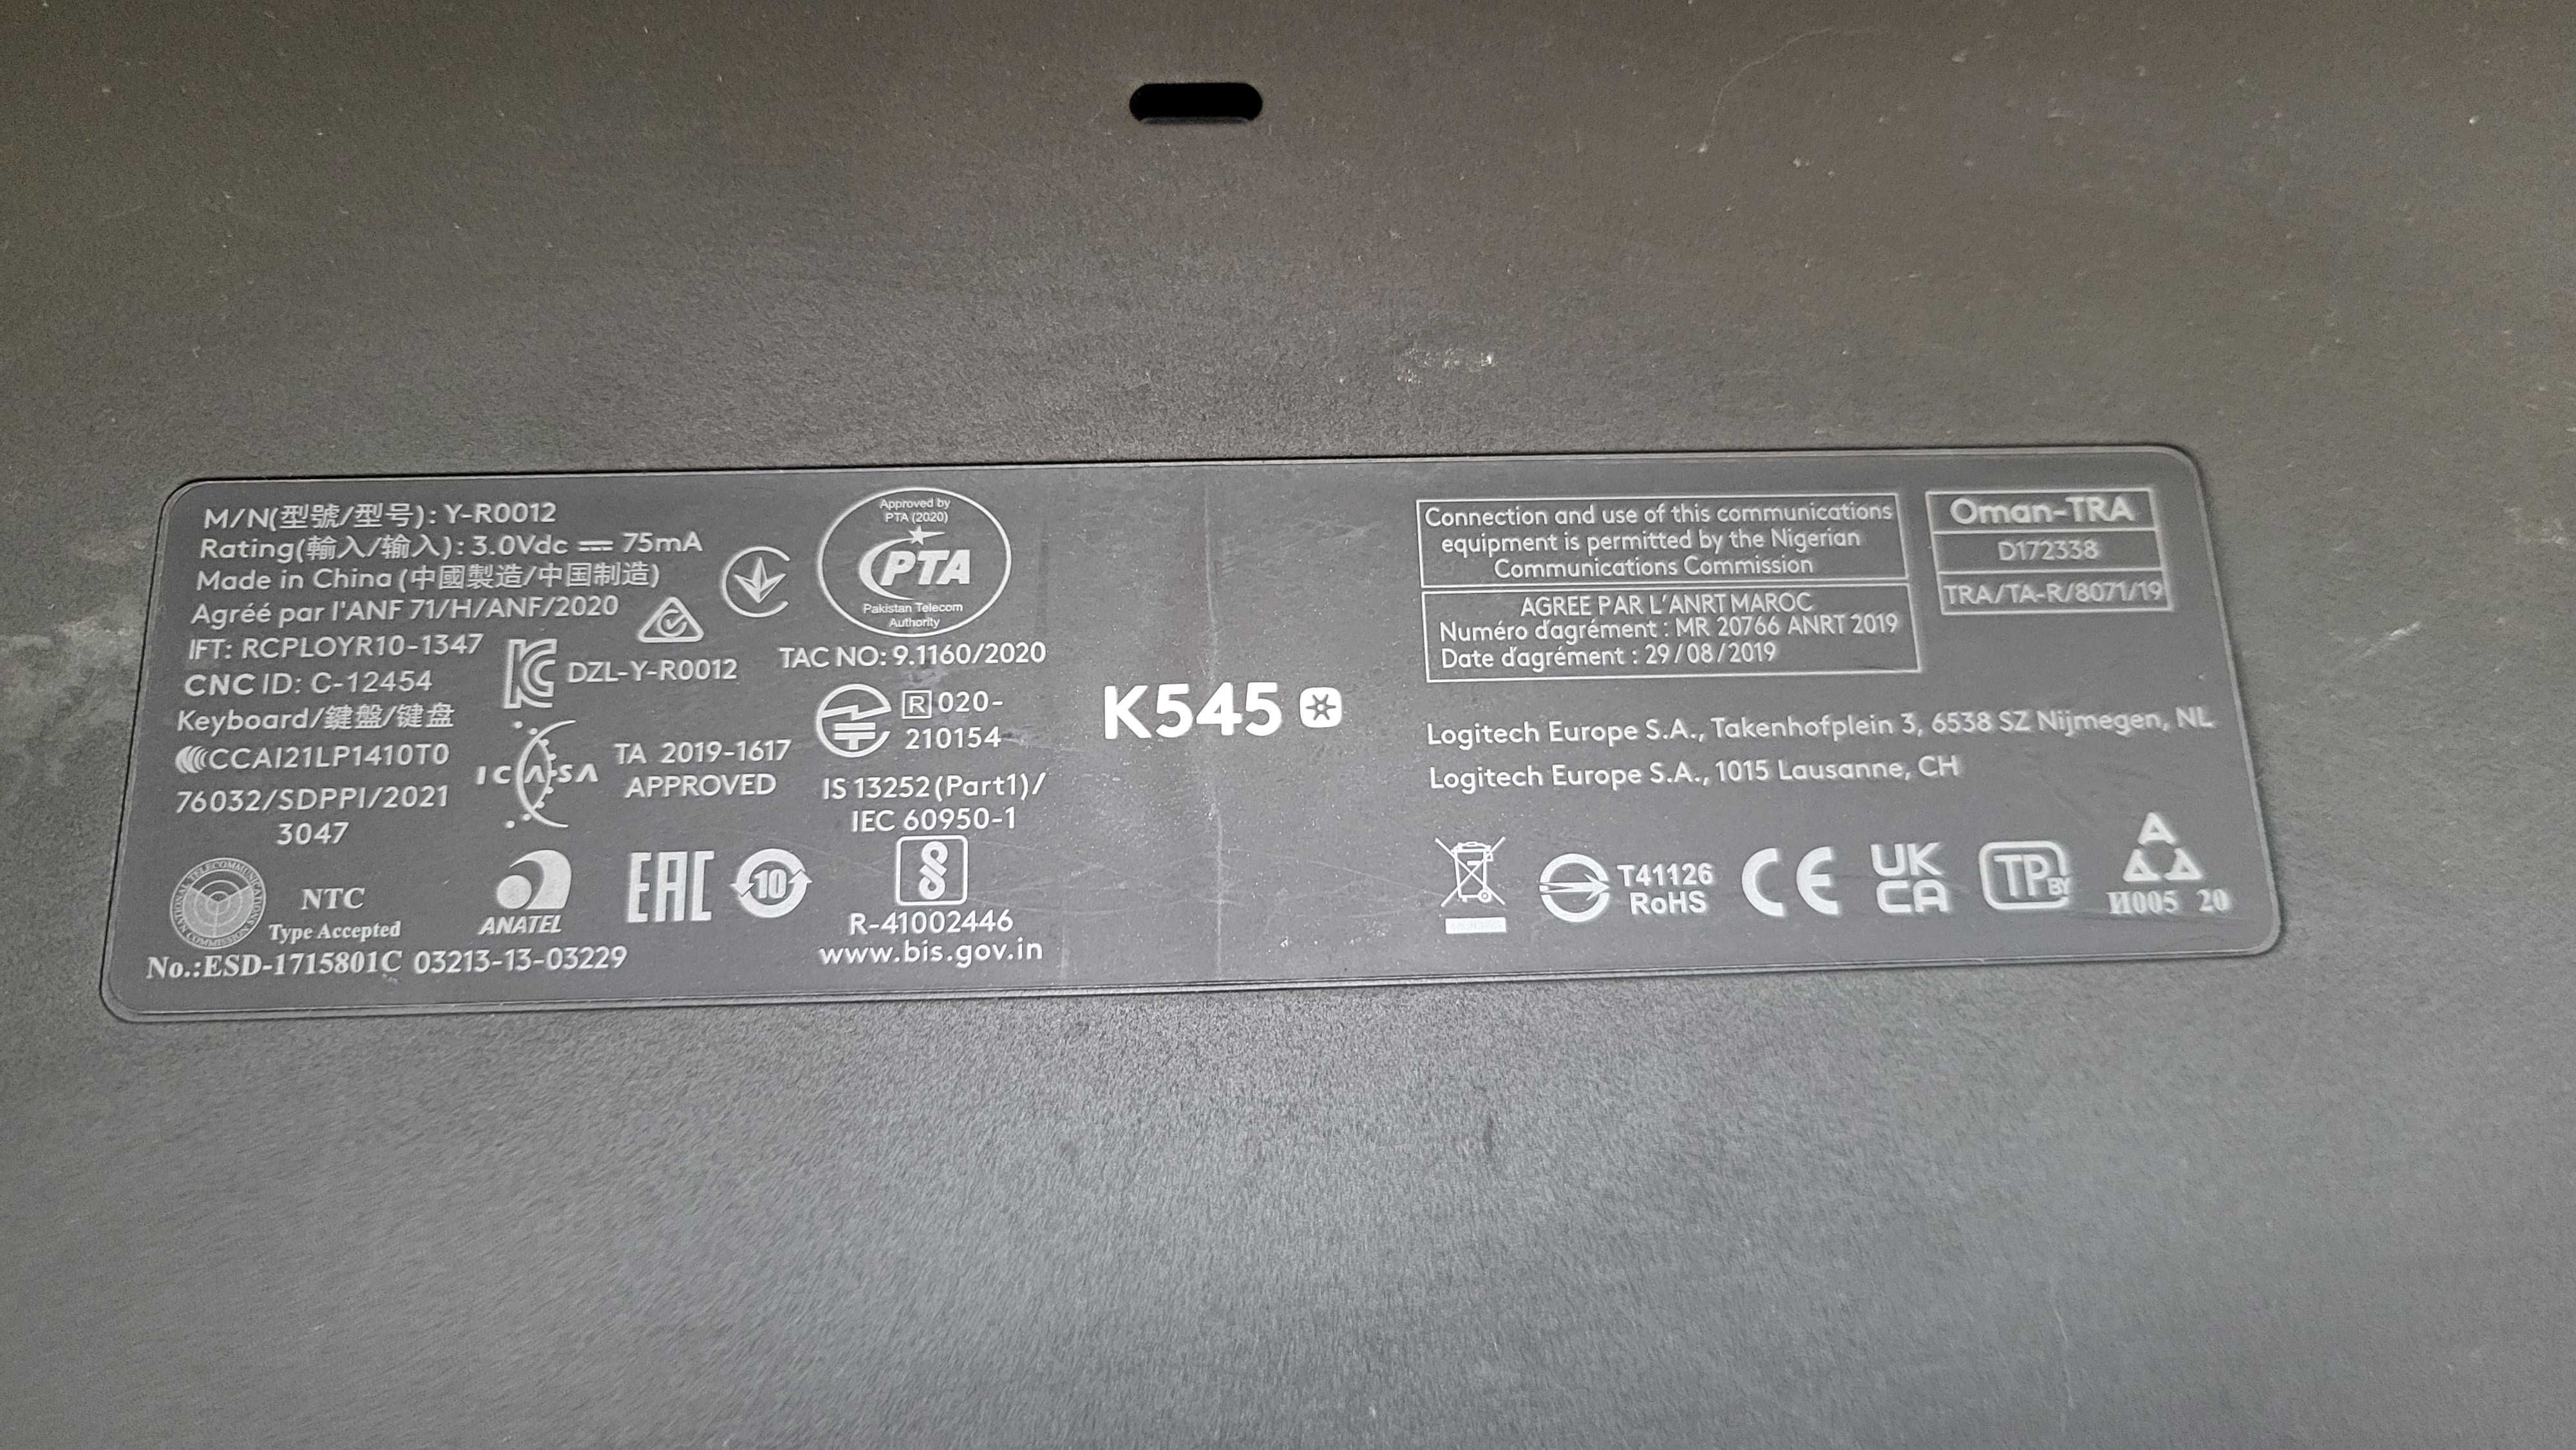 M/N(型號/型号): Y-R0012
Rating(輸入/输入): 3.0Vdc ⎓ 75mA
Made in China (中國製造/中国制造)
Agréé par l'ANF 71/H/ANF/2020
IFT: RCPLOYR10-1347
CNC ID: C-12454
Keyboard/鍵盤/键盘
CCAI21LP1410T0
76032/SDPPI/2021
3047
NTC
Type Accepted
No.:ESD-1715801C
DZL-Y-R0012
ICASA
TA 2019-1617
APPROVED
ANATEL
03213-13-03229
EAC
10
Approved by
PTA (2020)
PTA
Pakistan Telecom
Authority
TAC NO: 9.1160/2020
R 020-
210154
IS 13252 (Part1)/
IEC 60950-1
R-41002446
www.bis.gov.in
K545
Connection and use of this communications
equipment is permitted by the Nigerian
Communications Commission
AGREE PAR L'ANRT MAROC
Numéro d'agrément : MR 20766 ANRT 2019
Date d'agrément : 29/08/2019
Oman-TRA
D172338
TRA/TA-R/8071/19
Logitech Europe S.A., Takenhofplein 3, 6538 SZ Nijmegen, NL
Logitech Europe S.A., 1015 Lausanne, CH
T41126
RoHS
CE
UK
CA
TP BY
И005 20